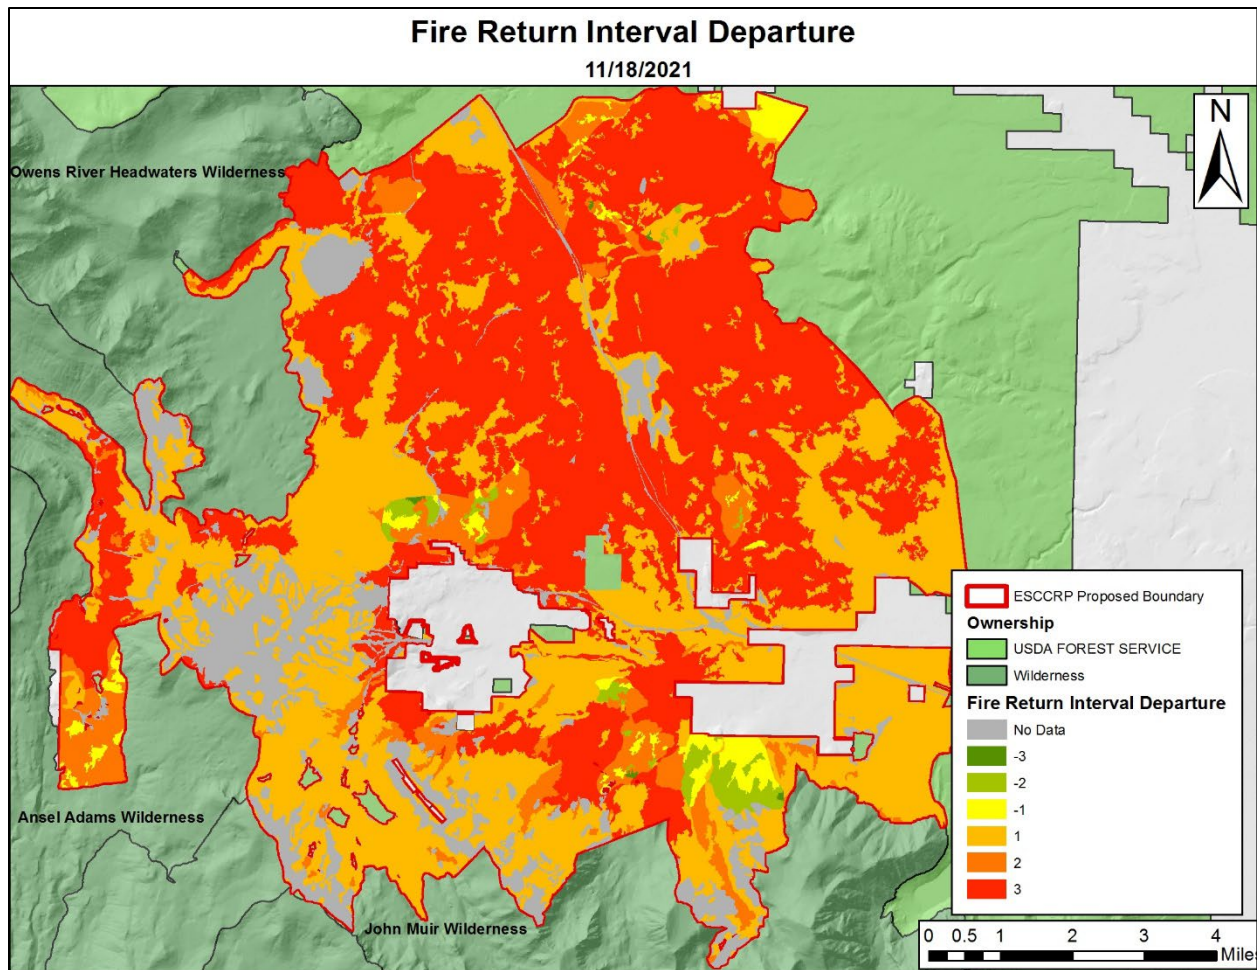 Fire Return Interval Departure
11/18/2021
N
Owens River Headwaters Wilderness
ESCCRP Proposed Boundary
Ownership
USDA FOREST SERVICE
Wilderness
Fire Return Interval Departure
No Data
-3
-2
-1
1
2
3
Ansel Adams Wilderness
John Muir Wilderness
0 0.5 1 2 3 4
Mile